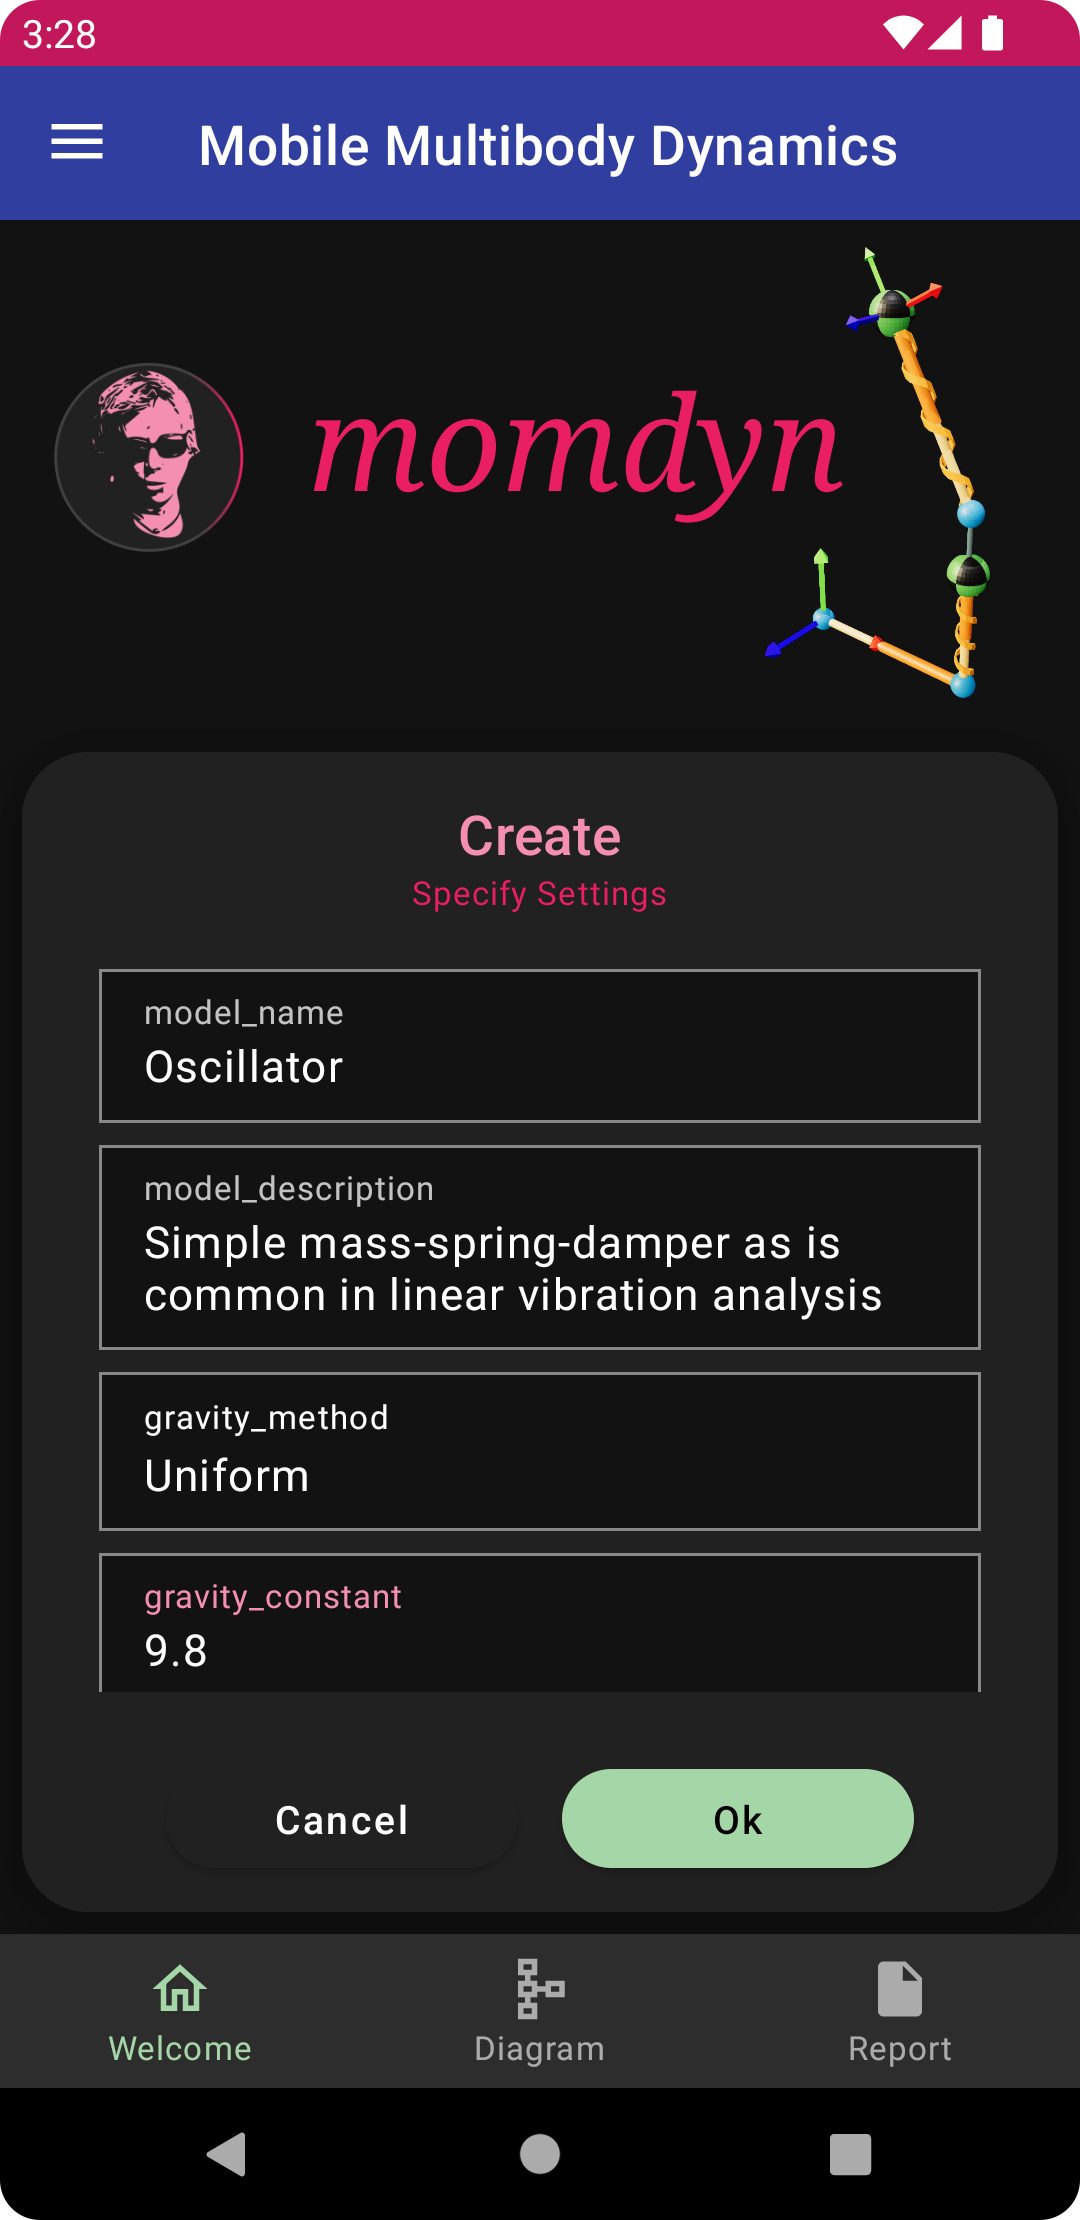 3:28
Mobile Multibody Dynamics
momdyn
Create
Specify Settings
model_name
Oscillator
model_description
Simple mass-spring-damper as is
common in linear vibration analysis
gravity_method
Uniform
gravity_constant
9.8
Cancel
Ok
Welcome
Diagram
Report